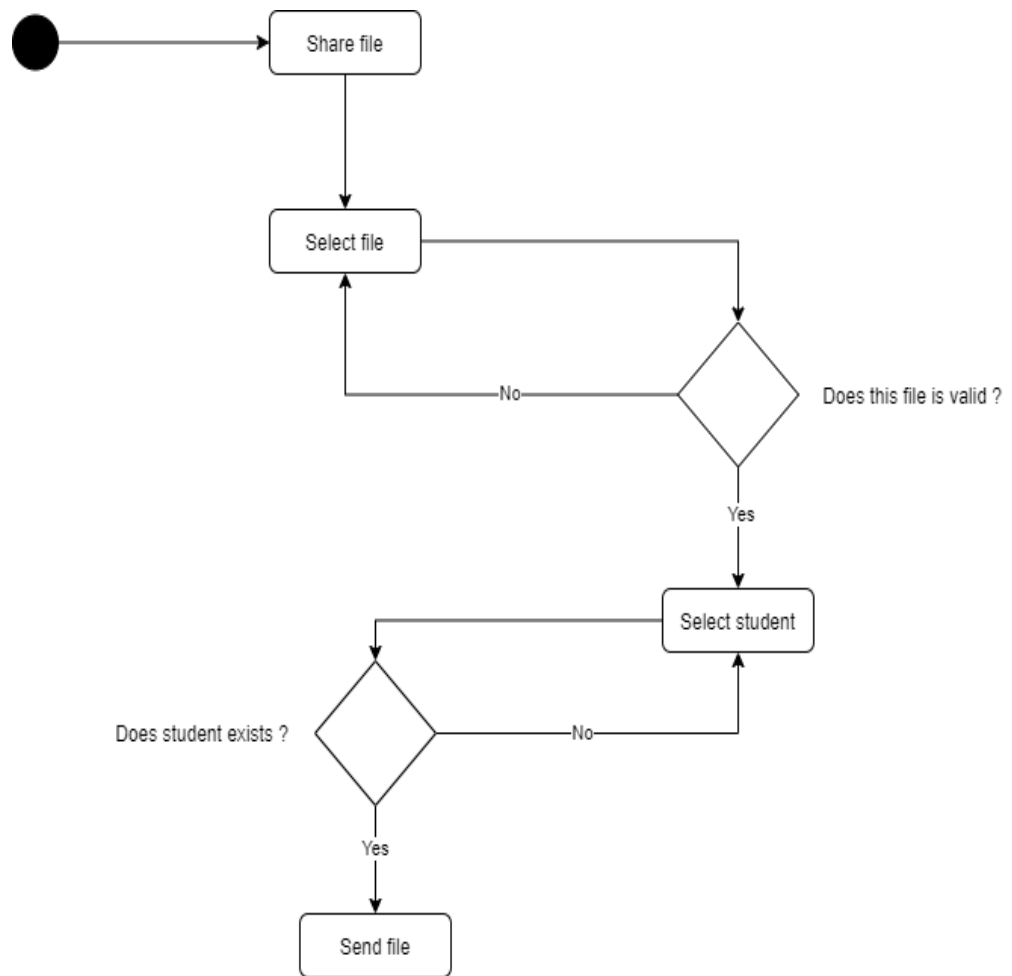 Share file
Select file
No
Does this file is valid ?
Yes
Select student
Does student exists ?
No
Yes
Send file